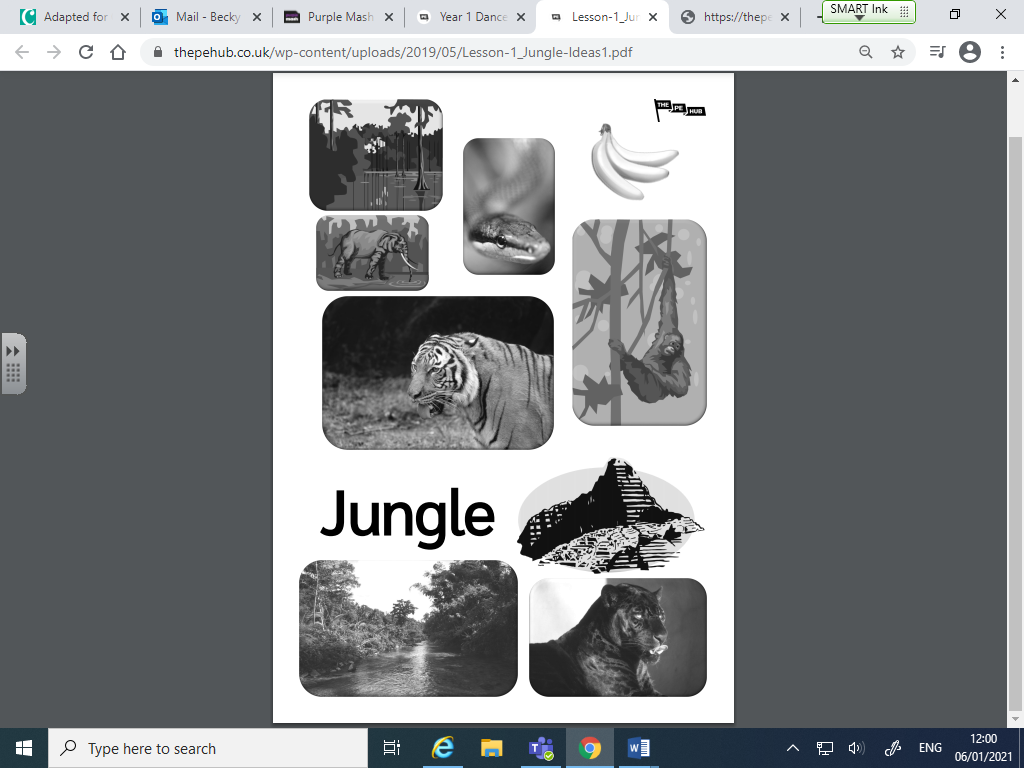 Adapted for
Mail - Becky
Purple Mash
Year 1 Dance
Lesson-1_Jun
https://thepe
SMART Ink
thepehub.co.uk/wp-content/uploads/2019/05/Lesson-1_Jungle-Ideas1.pdf
THE PE HUB
Jungle
Type here to search
ENG
12:00
06/01/2021